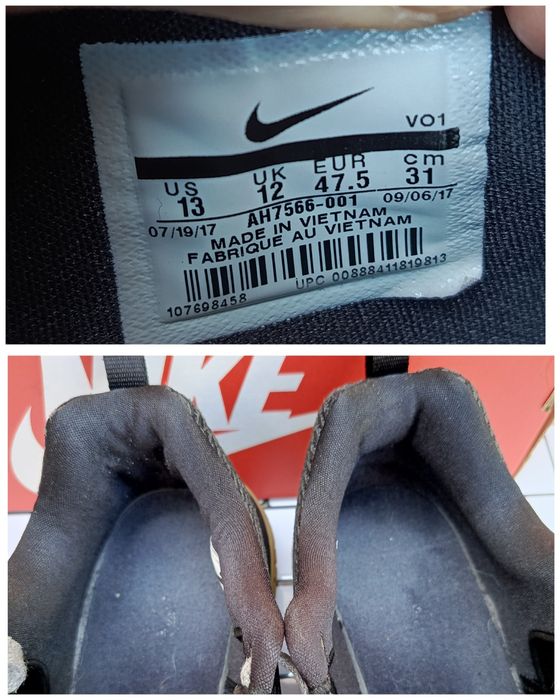 VO1
US UK EUR cm
13 12 47.5 31
AH7566-001
07/19/17 09/06/17
MADE IN VIETNAM
FABRIQUE AU VIETNAM
107698458 UPC 00888411819813
NIKE